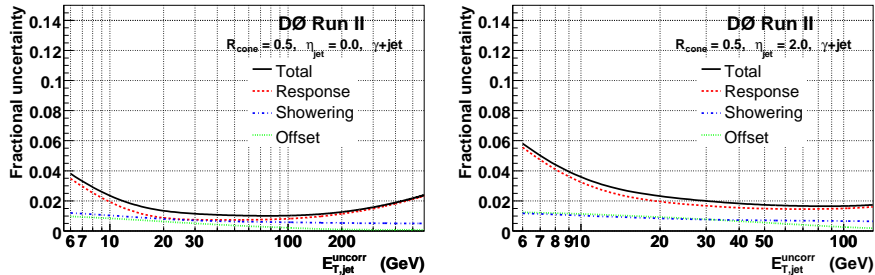 Fractional uncertainty
0.14
0.12
0.1
0.08
0.06
0.04
0.02
0
DØ Run II
R_cone = 0.5, η_jet = 0.0, γ+jet
Total
Response
Showering
Offset
6 7 10 20 30 100 200
E_T,jet^uncorr (GeV)
Fractional uncertainty
0.14
0.12
0.1
0.08
0.06
0.04
0.02
0
DØ Run II
R_cone = 0.5, η_jet = 2.0, γ+jet
Total
Response
Showering
Offset
6 7 8 9 10 20 30 40 50 100
E_T,jet^uncorr (GeV)